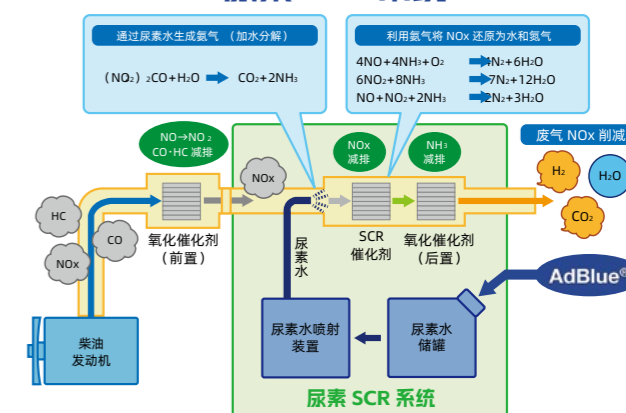 通过尿素水生成氨气 （加水分解）
(NO2) 2CO+H2O CO2+2NH3
利用氨气将 NOx 还原为水和氮气
4NO+4NH3+O2 4N2+6H2O
6NO2+8NH3 7N2+12H2O
NO+NO2+2NH3 2N2+3H2O
NO→NO2
CO·HC 减排
NOx
减排
NH3
减排
废气 NOx 削减
NOx
H2
H2O
CO2
HC
CO
NOx
氧化催化剂
（前置）
尿素水
SCR
催化剂
氧化催化剂
（后置）
AdBlue®
柴油
发动机
尿素水喷射
装置
尿素水
储罐
尿素 SCR 系统